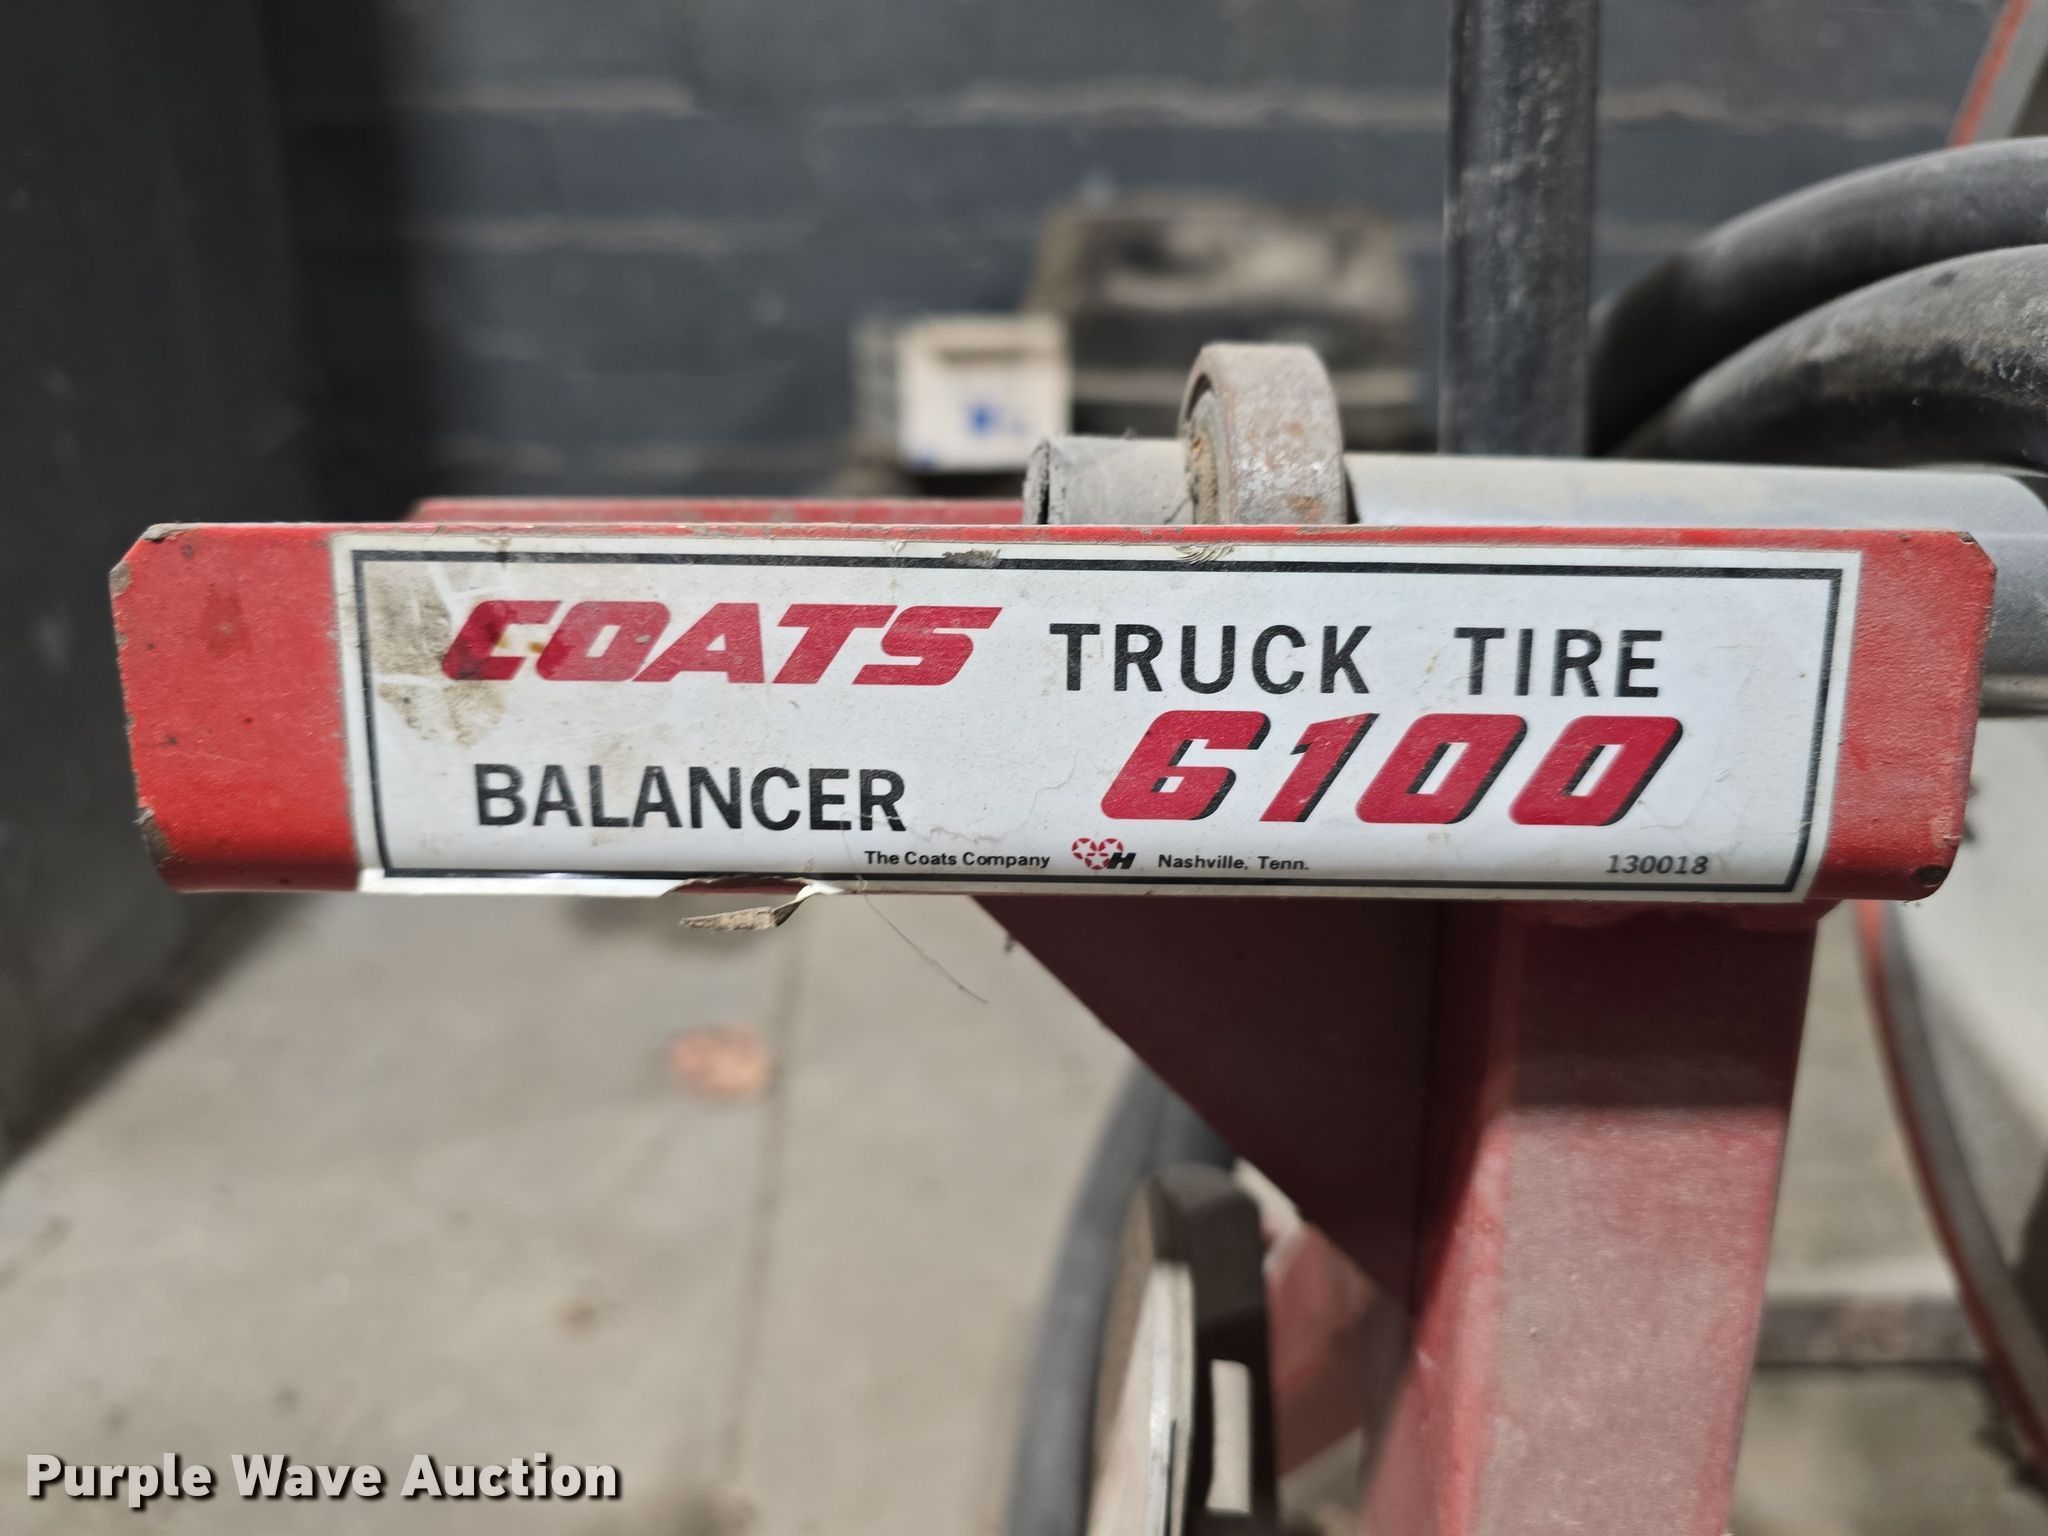 COATS TRUCK TIRE
BALANCER 6100
The Coats Company H Nashville, Tenn. 130018
Purple Wave Auction